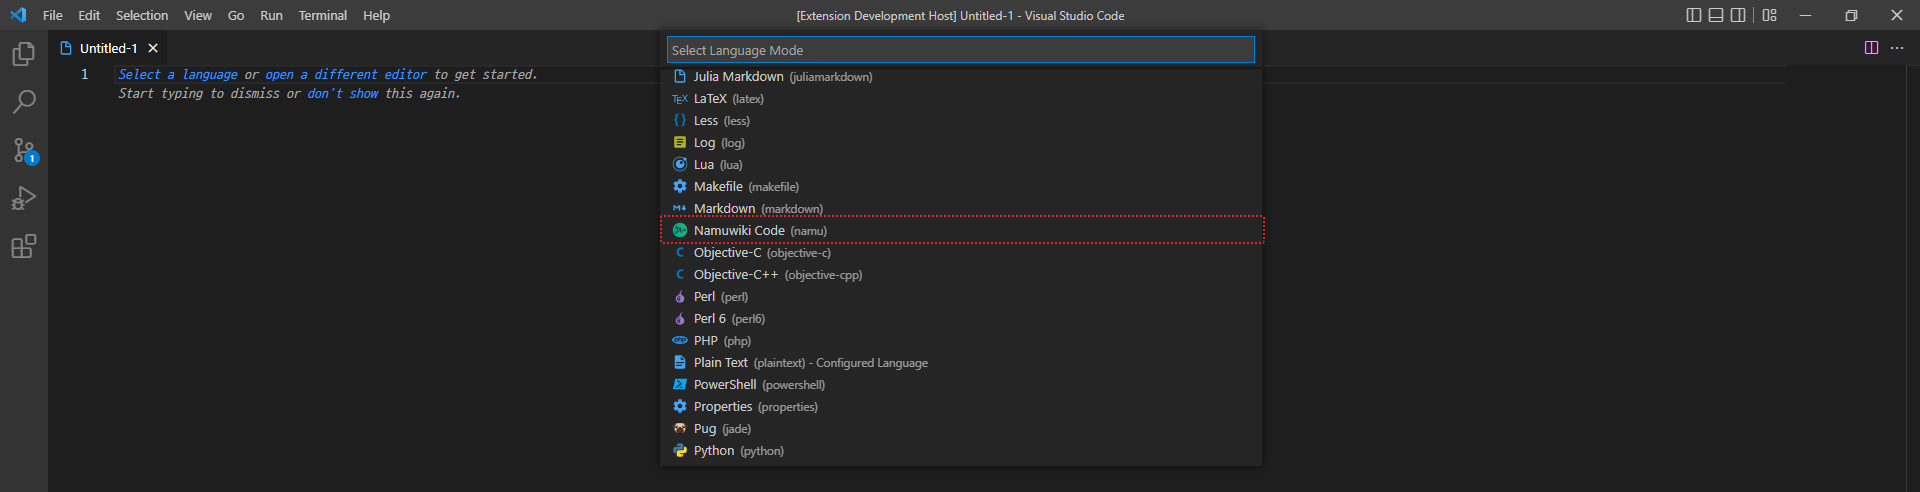 File Edit Selection View Go Run Terminal Help
[Extension Development Host] Untitled-1 - Visual Studio Code
Untitled-1
Select Language Mode
1 Select a language or open a different editor to get started.
Start typing to dismiss or don't show this again.
Julia Markdown (juliamarkdown)
TEX LaTeX (latex)
{} Less (less)
Log (log)
Lua (lua)
Makefile (makefile)
M↓ Markdown (markdown)
Namuwiki Code (namu)
C Objective-C (objective-c)
C Objective-C++ (objective-cpp)
Perl (perl)
Perl 6 (perl6)
php PHP (php)
Plain Text (plaintext) - Configured Language
PowerShell (powershell)
Properties (properties)
Pug (jade)
Python (python)
1